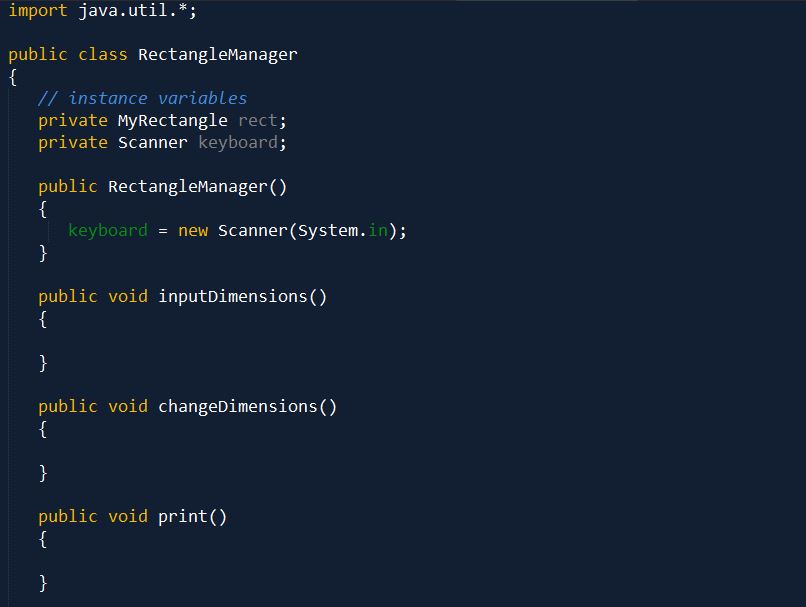 import java.util.*;
public class RectangleManager
{
// instance variables
private MyRectangle rect;
private Scanner keyboard;
public RectangleManager()
{
keyboard = new Scanner(System.in);
}
public void inputDimensions()
{
}
public void changeDimensions()
{
}
public void print()
{
}